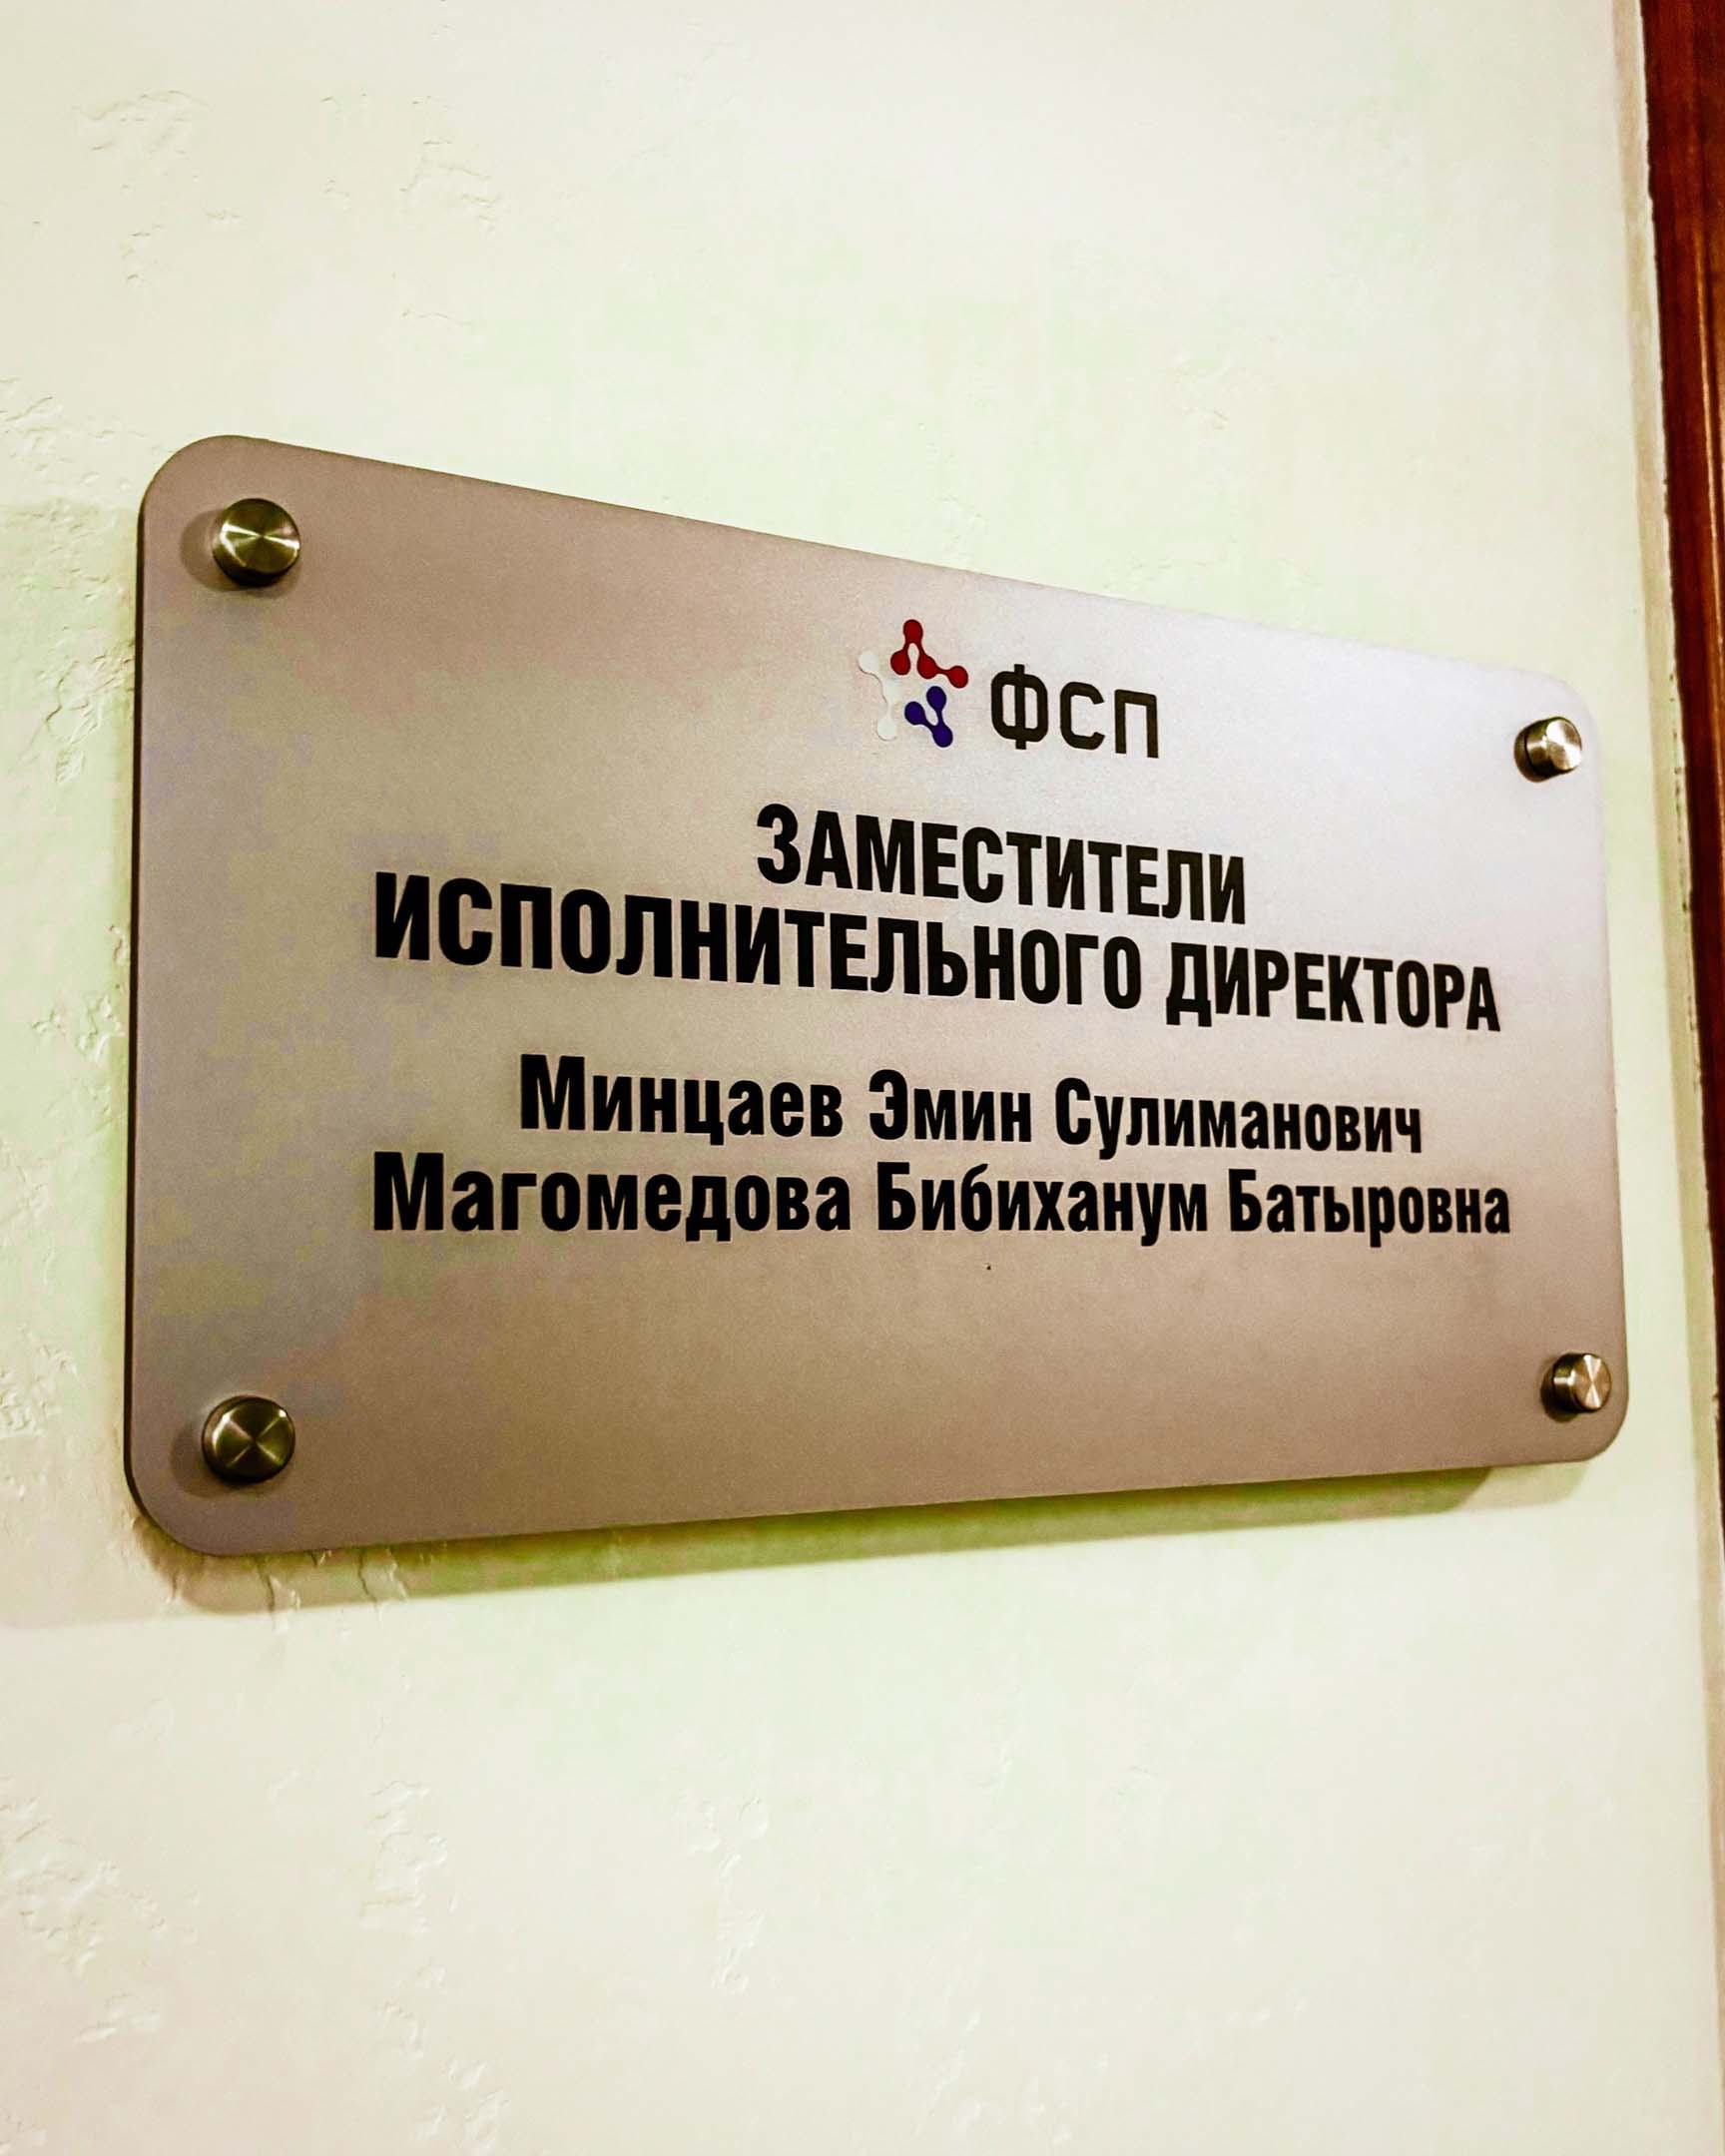 ФСП
ЗАМЕСТИТЕЛИ
ИСПОЛНИТЕЛЬНОГО ДИРЕКТОРА
Минцаев Эмин Сулиманович
Магомедова Бибиханум Батыровна